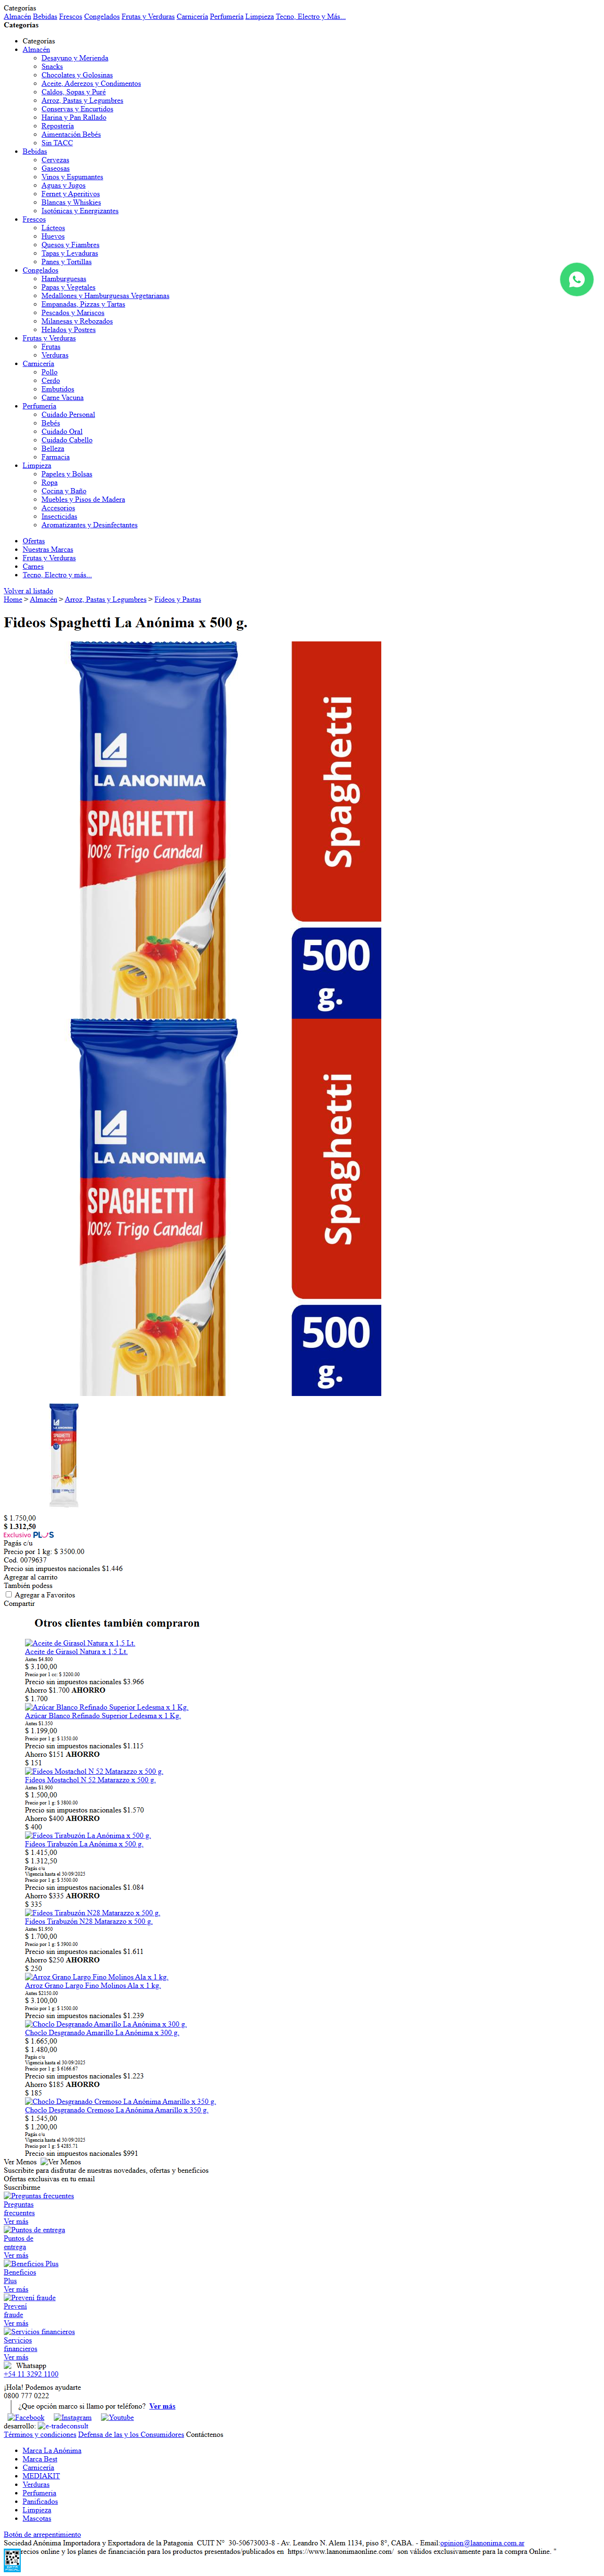 Categorías
Almacén Bebidas Frescos Congelados Frutas y Verduras Carnicería Perfumería Limpieza Tecno, Electro y Más...
Categorías
Categorías
Almacén
Desayuno y Merienda
Snacks
Chocolates y Golosinas
Aceite, Aderezos y Condimentos
Caldos, Sopas y Puré
Arroz, Pastas y Legumbres
Conservas y Encurtidos
Harina y Pan Rallado
Repostería
Aimentación Bebés
Sin TACC
Bebidas
Cervezas
Gaseosas
Vinos y Espumantes
Aguas y Jugos
Fernet y Aperitivos
Blancas y Whiskies
Isotónicas y Energizantes
Frescos
Lácteos
Huevos
Quesos y Fiambres
Tapas y Levaduras
Panes y Tortillas
Congelados
Hamburguesas
Papas y Vegetales
Medallones y Hamburguesas Vegetarianas
Empanadas, Pizzas y Tartas
Pescados y Mariscos
Milanesas y Rebozados
Helados y Postres
Frutas y Verduras
Frutas
Verduras
Carnicería
Pollo
Cerdo
Embutidos
Carne Vacuna
Perfumería
Cuidado Personal
Bebés
Cuidado Oral
Cuidado Cabello
Belleza
Farmacia
Limpieza
Papeles y Bolsas
Ropa
Cocina y Baño
Muebles y Pisos de Madera
Accesorios
Insecticidas
Aromatizantes y Desinfectantes
Ofertas
Nuestras Marcas
Frutas y Verduras
Carnes
Tecno, Electro y más...
Volver al listado
Home > Almacén > Arroz, Pastas y Legumbres > Fideos y Pastas
Fideos Spaghetti La Anónima x 500 g.
LA ANONIMA
SPAGHETTI
100% Trigo Candeal
Spaghetti
500
g.
LA ANONIMA
SPAGHETTI
100% Trigo Candeal
Spaghetti
500
g.
SPAGHETTI
$ 1.750,00
$ 1.312,50
Exclusivo PLUS
Pagás c/u
Precio por 1 kg: $ 3500.00
Cod. 0079637
Precio sin impuestos nacionales $1.446
Agregar al carrito
También podess
Agregar a Favoritos
Compartir
Otros clientes también compraron
Aceite de Girasol Natura x 1,5 Lt.
Aceite de Girasol Natura x 1,5 Lt.
Antes $4.800
$ 3.100,00
Precio por 1 cc: $ 3200.00
Precio sin impuestos nacionales $3.966
Ahorro $1.700 AHORRO
$ 1.700
Azúcar Blanco Refinado Superior Ledesma x 1 Kg.
Azúcar Blanco Refinado Superior Ledesma x 1 Kg.
Antes $1.350
$ 1.199,00
Precio por 1 g: $ 1350.00
Precio sin impuestos nacionales $1.115
Ahorro $151 AHORRO
$ 151
Fideos Mostachol N 52 Matarazzo x 500 g.
Fideos Mostachol N 52 Matarazzo x 500 g.
Antes $1.900
$ 1.500,00
Precio por 1 g: $ 3800.00
Precio sin impuestos nacionales $1.570
Ahorro $400 AHORRO
$ 400
Fideos Tirabuzón La Anónima x 500 g.
Fideos Tirabuzón La Anónima x 500 g.
$ 1.415,00
$ 1.312,50
Pagás c/u
Vigencia hasta el 30/09/2025
Precio por 1 g: $ 3500.00
Precio sin impuestos nacionales $1.084
Ahorro $335 AHORRO
$ 335
Fideos Tirabuzón N28 Matarazzo x 500 g.
Fideos Tirabuzón N28 Matarazzo x 500 g.
Antes $1.950
$ 1.700,00
Precio por 1 g: $ 3900.00
Precio sin impuestos nacionales $1.611
Ahorro $250 AHORRO
$ 250
Arroz Grano Largo Fino Molinos Ala x 1 kg.
Arroz Grano Largo Fino Molinos Ala x 1 kg.
Antes $2150.00
$ 3.100,00
Precio por 1 g: $ 1500.00
Precio sin impuestos nacionales $1.239
Choclo Desgranado Amarillo La Anónima x 300 g.
Choclo Desgranado Amarillo La Anónima x 300 g.
$ 1.665,00
$ 1.480,00
Pagás c/u
Vigencia hasta el 30/09/2025
Precio por 1 g: $ 6166.67
Precio sin impuestos nacionales $1.223
Ahorro $185 AHORRO
$ 185
Choclo Desgranado Cremoso La Anónima Amarillo x 350 g.
Choclo Desgranado Cremoso La Anónima Amarillo x 350 g.
$ 1.545,00
$ 1.200,00
Pagás c/u
Vigencia hasta el 30/09/2025
Precio por 1 g: $ 4285.71
Precio sin impuestos nacionales $991
Ver Menos Ver Menos
Suscribite para disfrutar de nuestras novedades, ofertas y beneficios
Ofertas exclusivas en tu email
Suscribirme
Preguntas frecuentes
Preguntas
frecuentes
Ver más
Puntos de entrega
Puntos de
entrega
Ver más
Beneficios Plus
Beneficios
Plus
Ver más
Prevení fraude
Prevení
fraude
Ver más
Servicios financieros
Servicios
financieros
Ver más
Whatsapp
+54 11 3292 1100
¡Hola! Podemos ayudarte
0800 777 0222
¿Que opción marco si llamo por teléfono? Ver más
Facebook Instagram Youtube
desarrollo: e-tradeconsult
Términos y condiciones Defensa de las y los Consumidores Contáctenos
Marca La Anónima
Marca Best
Carnicería
MEDIAKIT
Verduras
Perfumeria
Panificados
Limpieza
Mascotas
Botón de arrepentimiento
Sociedad Anónima Importadora y Exportadora de la Patagonia CUIT N° 30-50673003-8 - Av. Leandro N. Alem 1134, piso 8°, CABA. - Email:opinion@laanonima.com.ar
recios online y los planes de financiación para los productos presentados/publicados en https://www.laanonimaonline.com/ son válidos exclusivamente para la compra Online. "